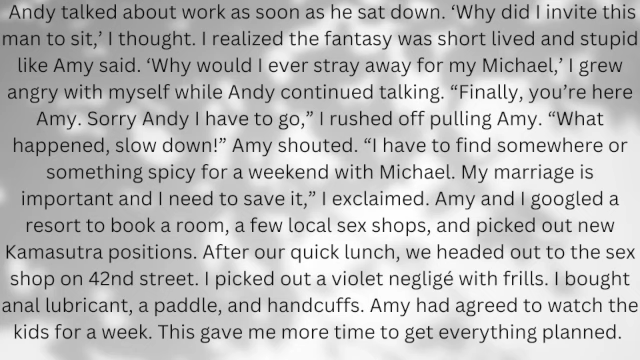 Andy talked about work as soon as he sat down. ‘Why did I invite this
man to sit,’ I thought. I realized the fantasy was short lived and stupid
like Amy said. ‘Why would I ever stray away for my Michael,’ I grew
angry with myself while Andy continued talking. “Finally, you’re here
Amy. Sorry Andy I have to go,” I rushed off pulling Amy. “What
happened, slow down!” Amy shouted. “I have to find somewhere or
something spicy for a weekend with Michael. My marriage is
important and I need to save it,” I exclaimed. Amy and I googled a
resort to book a room, a few local sex shops, and picked out new
Kamasutra positions. After our quick lunch, we headed out to the sex
shop on 42nd street. I picked out a violet negligé with frills. I bought
anal lubricant, a paddle, and handcuffs. Amy had agreed to watch the
kids for a week. This gave me more time to get everything planned.